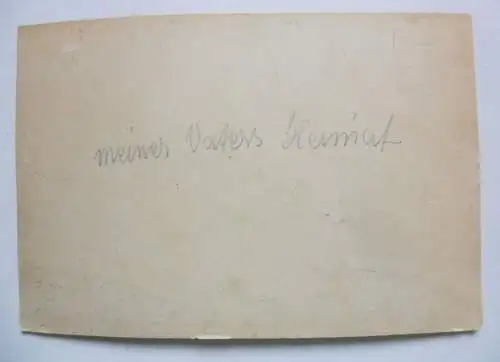 meines Vaters Heimat